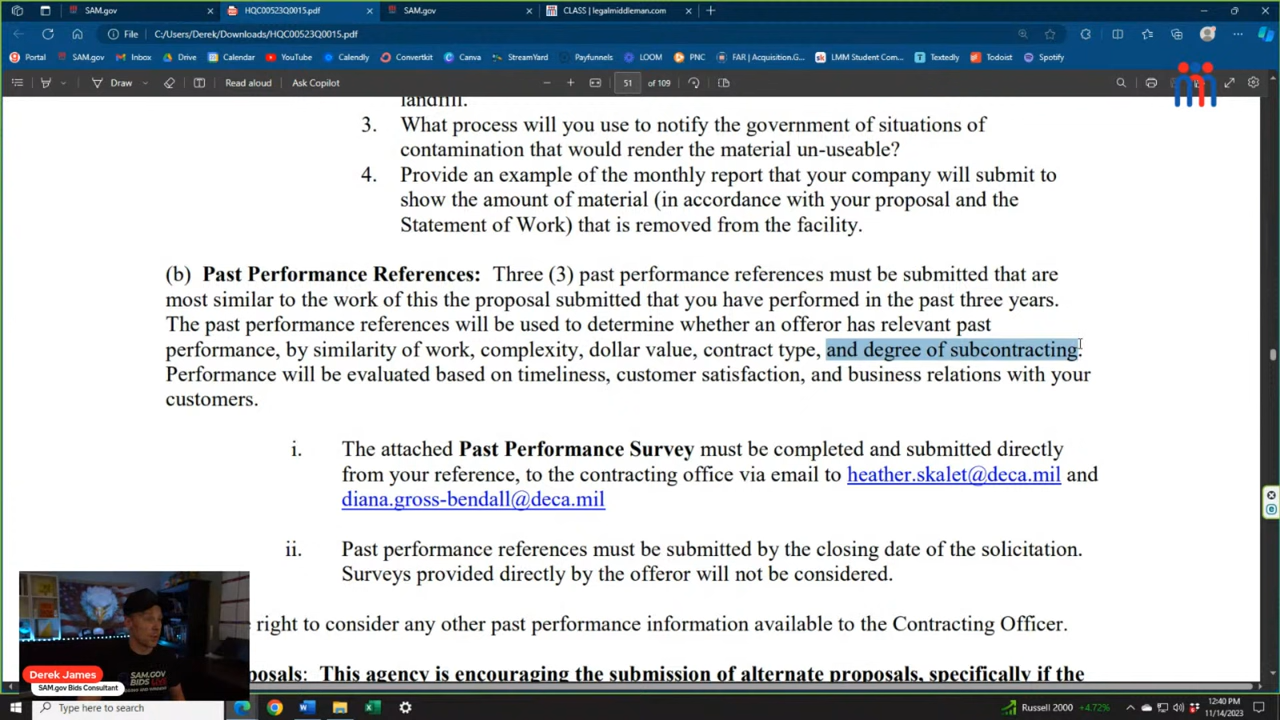 SAM.gov
HQC00523Q0015.pdf
SAM.gov
CLASS | legalmiddleman.com
File
C:/Users/Derek/Downloads/HQC00523Q0015.pdf
Portal
SAM.gov
Inbox
Drive
Calendar
YouTube
Calendly
Convertkit
Canva
StreamYard
Payfunnels
LOOM
PNC
FAR | Acquisition.G...
LMM Student Com...
Textedly
Todoist
Spotify
Draw
Read aloud
Ask Copilot
51 of 109
landfill.
3. What process will you use to notify the government of situations of
contamination that would render the material un-useable?
4. Provide an example of the monthly report that your company will submit to
show the amount of material (in accordance with your proposal and the
Statement of Work) that is removed from the facility.
(b) Past Performance References: Three (3) past performance references must be submitted that are
most similar to the work of this the proposal submitted that you have performed in the past three years.
The past performance references will be used to determine whether an offeror has relevant past
performance, by similarity of work, complexity, dollar value, contract type, and degree of subcontracting.
Performance will be evaluated based on timeliness, customer satisfaction, and business relations with your
customers.
i. The attached Past Performance Survey must be completed and submitted directly
from your reference, to the contracting office via email to heather.skalet@deca.mil and
diana.gross-bendall@deca.mil
ii. Past performance references must be submitted by the closing date of the solicitation.
Surveys provided directly by the offeror will not be considered.
right to consider any other past performance information available to the Contracting Officer.
oposals: This agency is encouraging the submission of alternate proposals, specifically if the
SAM.GOV
BIDS LIVE
Derek James
SAM.gov Bids Consultant
Type here to search
Russell 2000 +4.72%
12:40 PM
11/14/2023